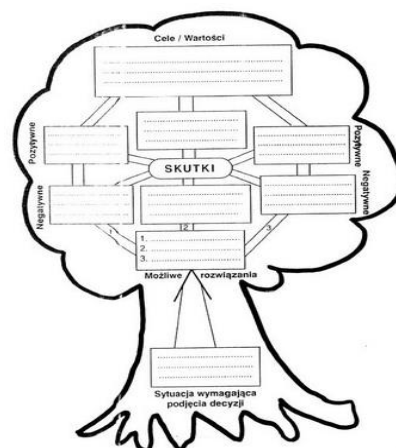 Cele / Wartości
Pozytywne
Pozytywne
SKUTKI
Negatywne
Negatywne
1 2 3
1.
2.
3.
Możliwe rozwiązania
Sytuacja wymagająca
podjęcia decyzji